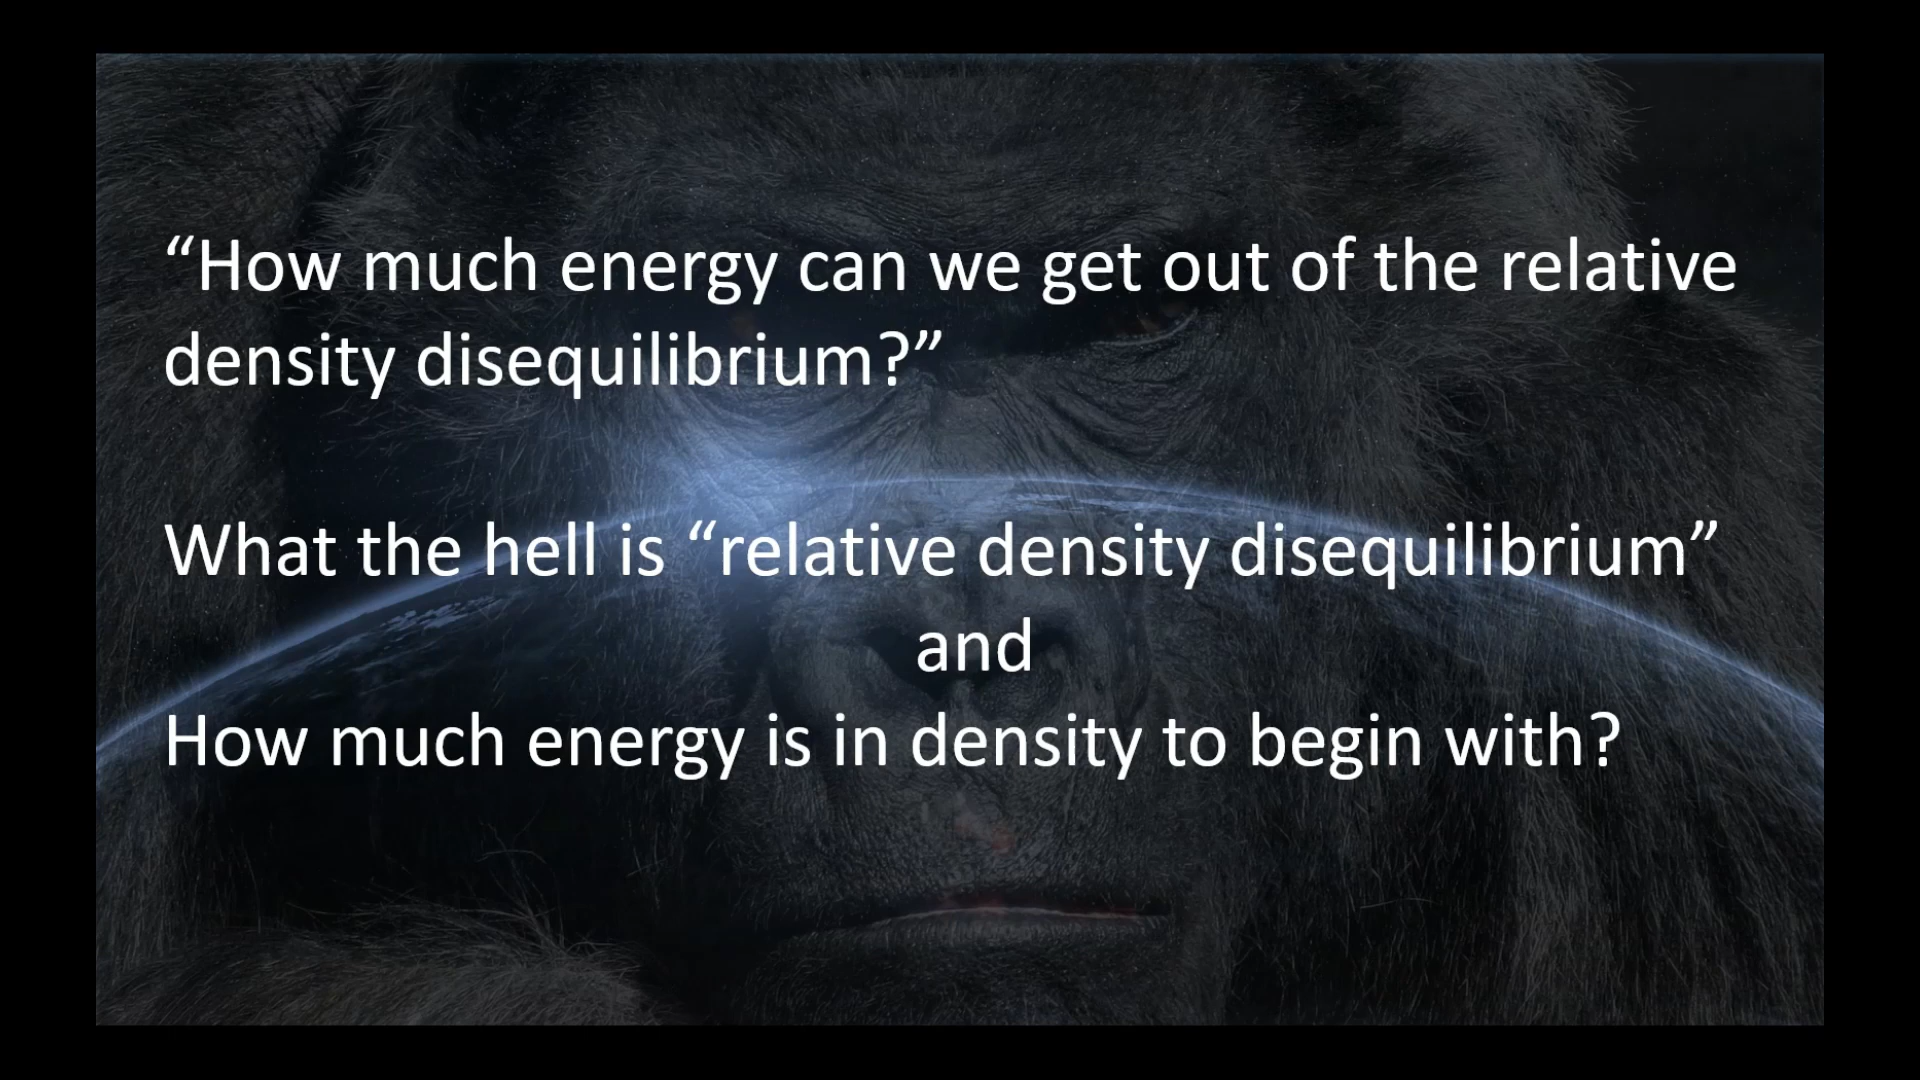 “How much energy can we get out of the relative
density disequilibrium?”
What the hell is “relative density disequilibrium”
and
How much energy is in density to begin with?